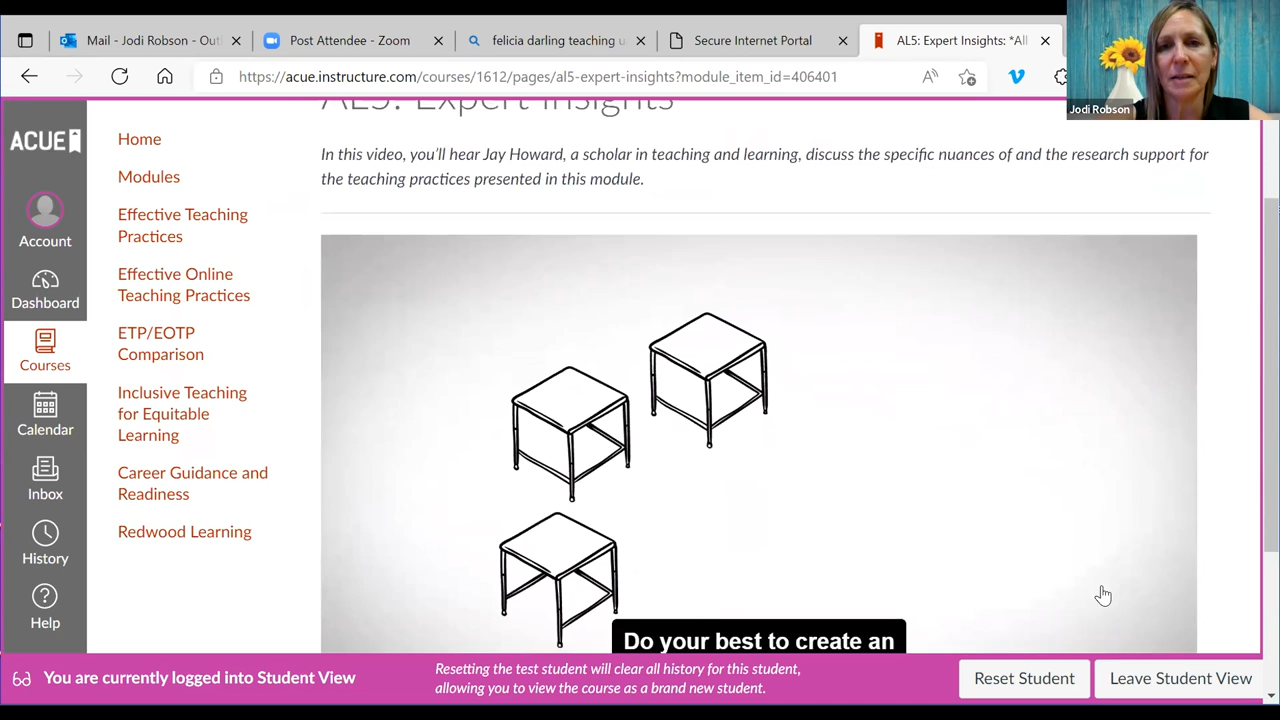 Mail - Jodi Robson - Out
Post Attendee - Zoom
felicia darling teaching u
Secure Internet Portal
AL5: Expert Insights: *All
https://acue.instructure.com/courses/1612/pages/al5-expert-insights?module_item_id=406401
Jodi Robson
ACUE
Account
Dashboard
Courses
Calendar
Inbox
History
Help
Home
Modules
Effective Teaching
Practices
Effective Online
Teaching Practices
ETP/EOTP
Comparison
Inclusive Teaching
for Equitable
Learning
Career Guidance and
Readiness
Redwood Learning
AL5: Expert Insights
In this video, you'll hear Jay Howard, a scholar in teaching and learning, discuss the specific nuances of and the research support for
the teaching practices presented in this module.
Do your best to create an
You are currently logged into Student View
Resetting the test student will clear all history for this student,
allowing you to view the course as a brand new student.
Reset Student
Leave Student View